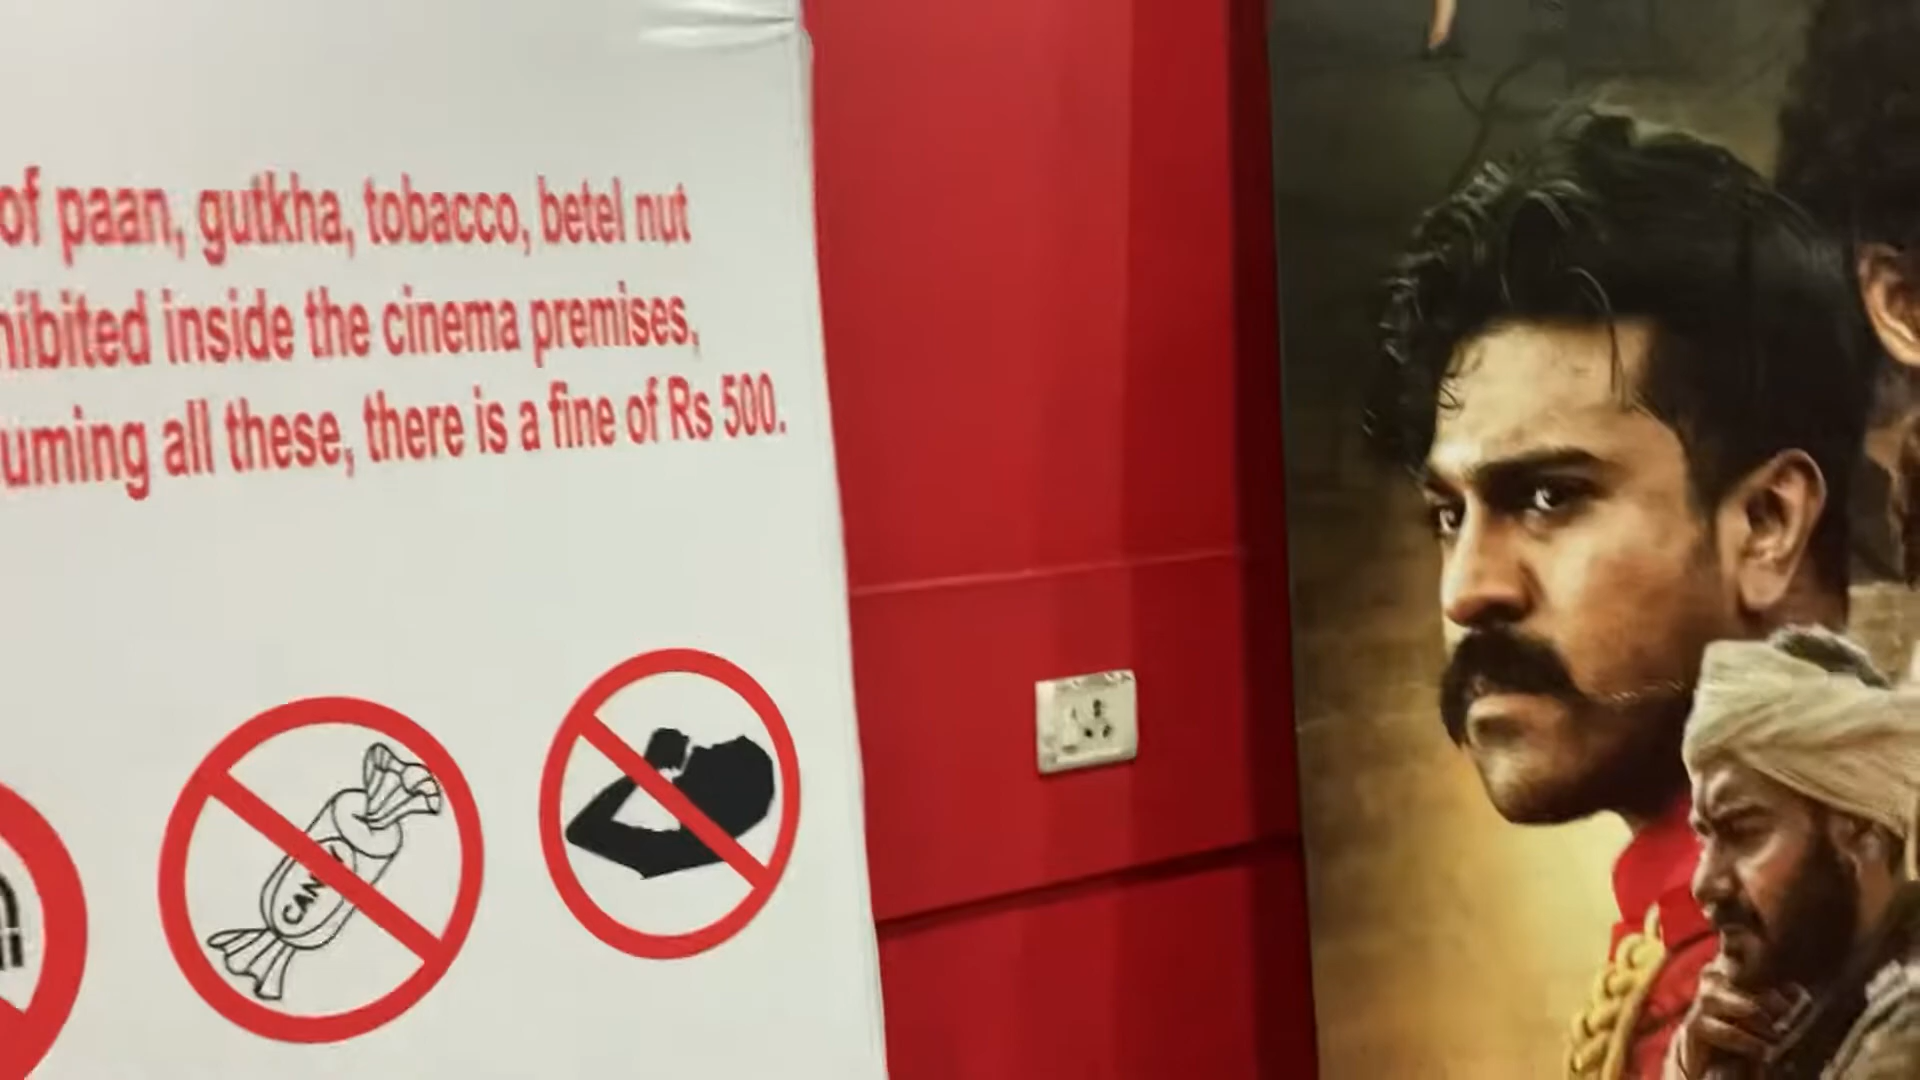 of paan, gutkha, tobacco, betel nut
hibited inside the cinema premises,
uming all these, there is a fine of Rs 500.